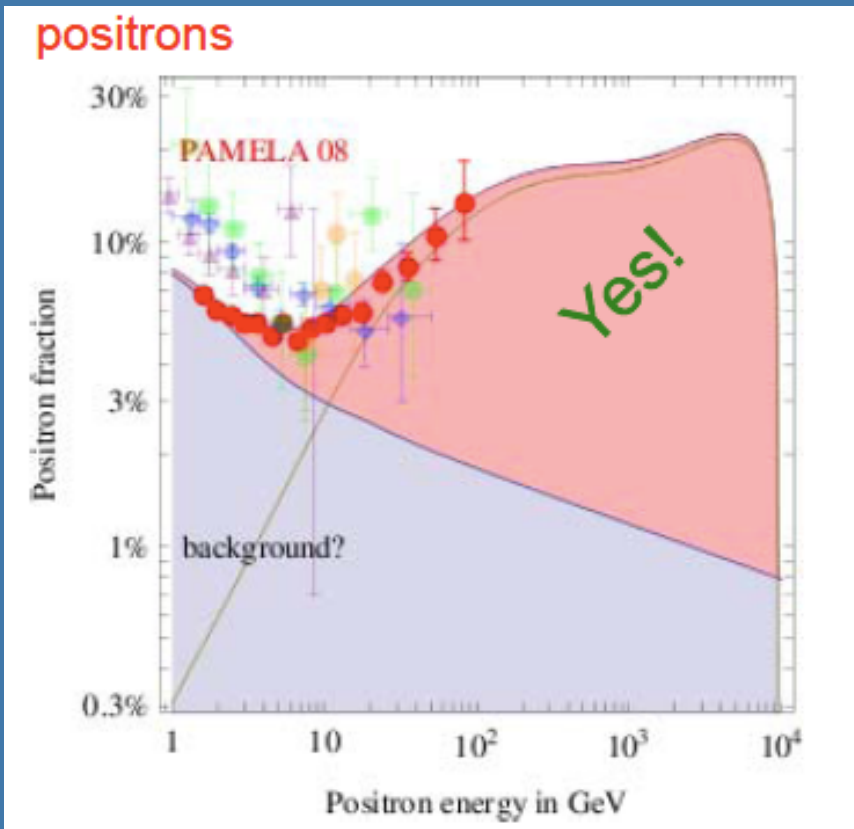 positrons
30%
PAMELA 08
10%
Yes!
Positron fraction
3%
1%
background?
0.3%
1
10
10²
10³
10⁴
Positron energy in GeV